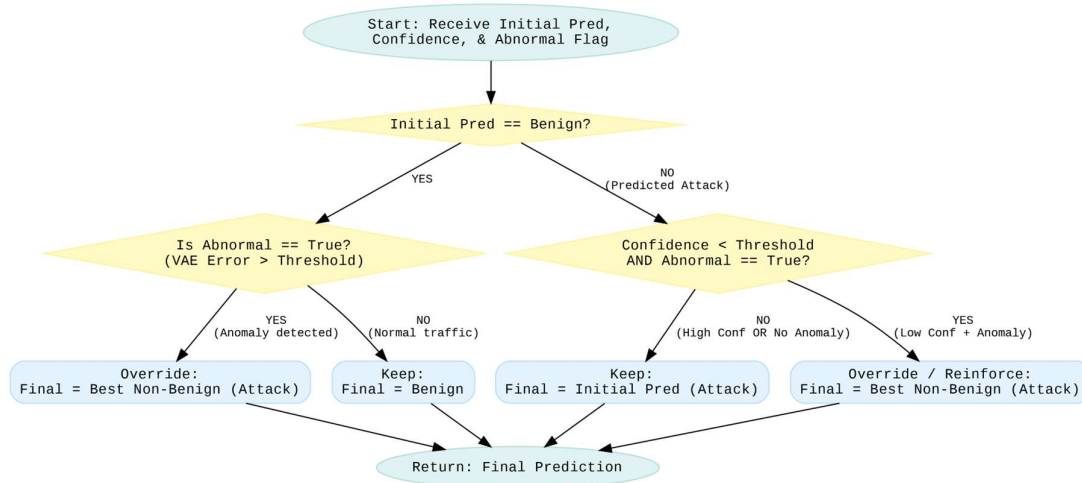 Start: Receive Initial Pred,
Confidence, & Abnormal Flag
Initial Pred == Benign?
YES
NO
(Predicted Attack)
Is Abnormal == True?
(VAE Error > Threshold)
Confidence < Threshold
AND Abnormal == True?
YES
(Anomaly detected)
NO
(Normal traffic)
NO
(High Conf OR No Anomaly)
YES
(Low Conf + Anomaly)
Override:
Final = Best Non-Benign (Attack)
Keep:
Final = Benign
Keep:
Final = Initial Pred (Attack)
Override / Reinforce:
Final = Best Non-Benign (Attack)
Return: Final Prediction